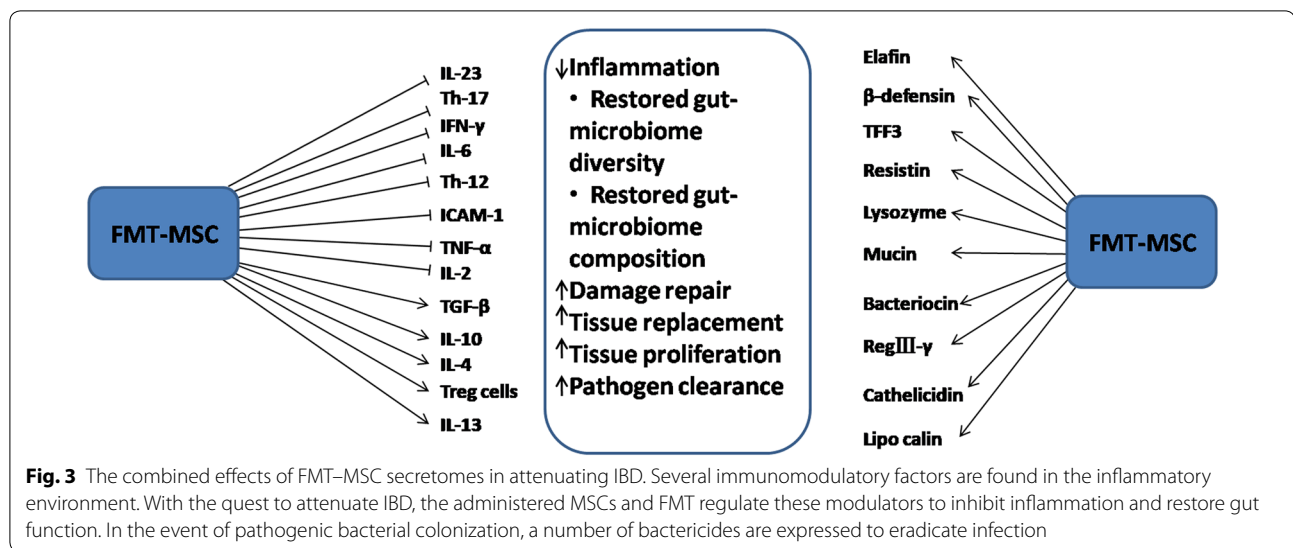 FMT-MSC
IL-23
Th-17
IFN-γ
IL-6
Th-12
ICAM-1
TNF-α
IL-2
TGF-β
IL-10
IL-4
Treg cells
IL-13
↓Inflammation
• Restored gut-
microbiome
diversity
• Restored gut-
microbiome
composition
↑Damage repair
↑Tissue replacement
↑Tissue proliferation
↑Pathogen clearance
Elafin
β-defensin
TFF3
Resistin
Lysozyme
Mucin
Bacteriocin
RegⅢ-γ
Cathelicidin
Lipo calin
FMT-MSC
Fig. 3 The combined effects of FMT–MSC secretomes in attenuating IBD. Several immunomodulatory factors are found in the inflammatory
environment. With the quest to attenuate IBD, the administered MSCs and FMT regulate these modulators to inhibit inflammation and restore gut
function. In the event of pathogenic bacterial colonization, a number of bactericides are expressed to eradicate infection